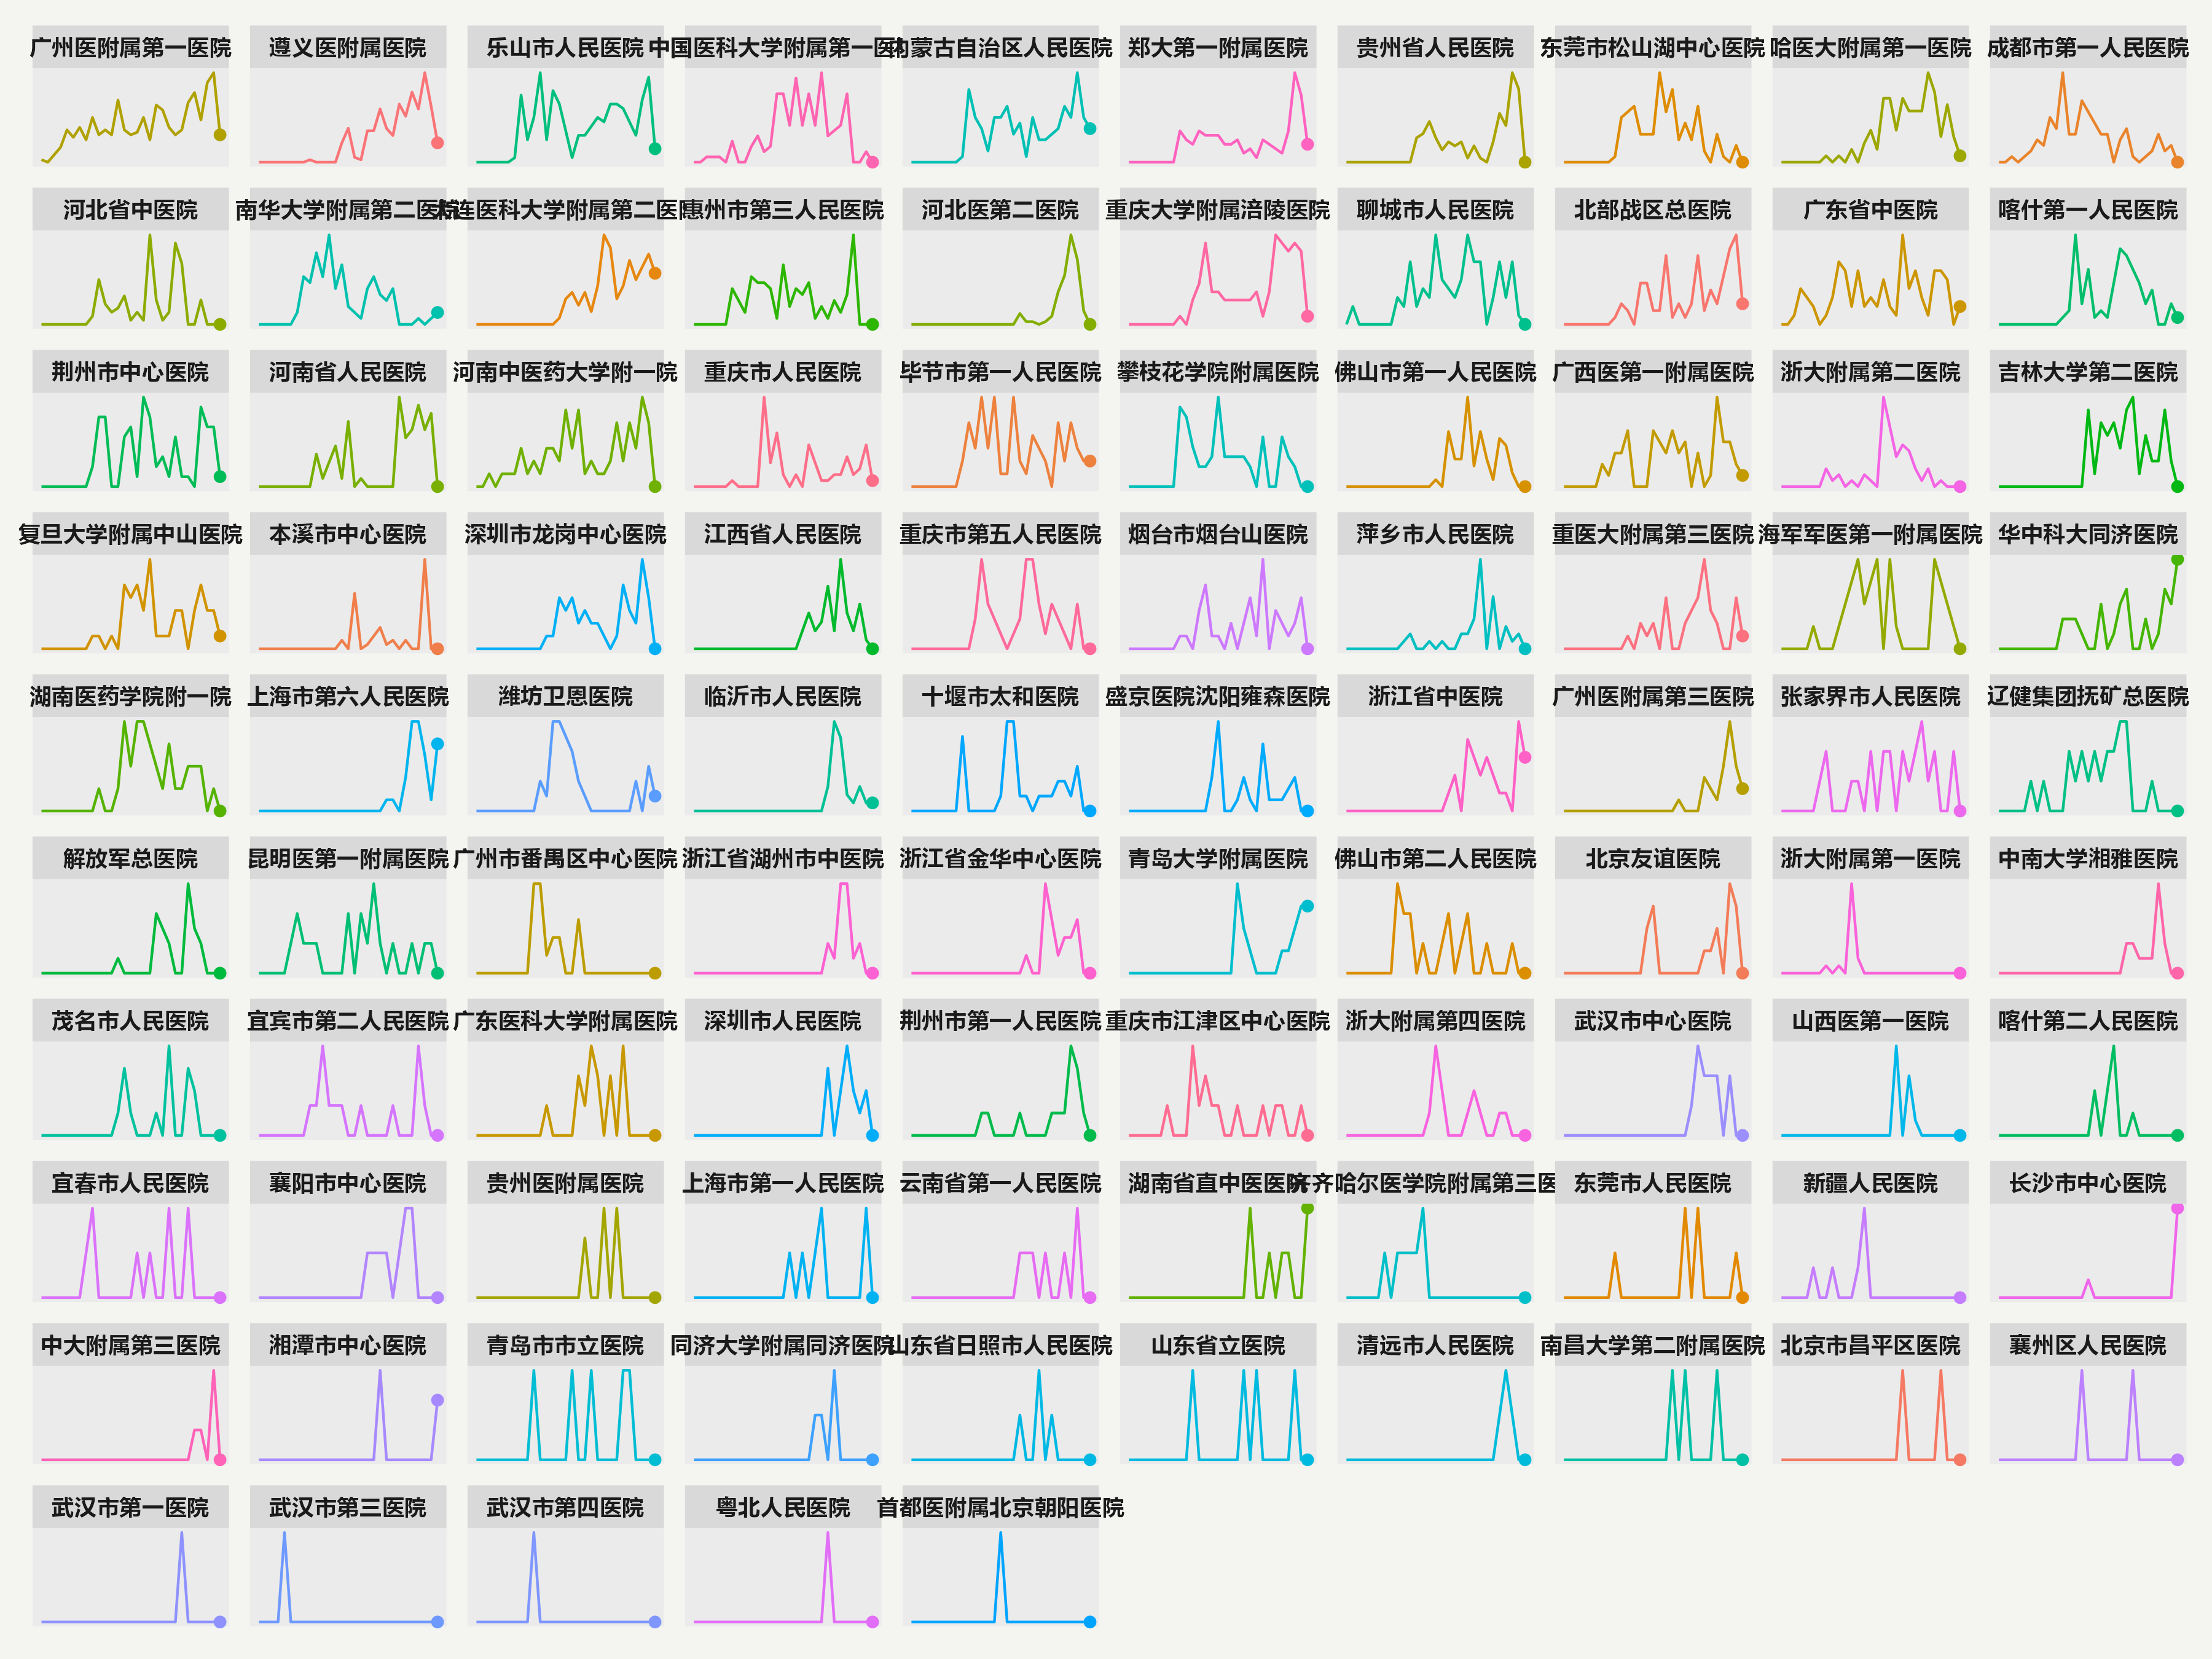 广州医附属第一医院
遵义医附属医院
乐山市人民医院
中国医科大学附属第一医
内蒙古自治区人民医院
郑大第一附属医院
贵州省人民医院
东莞市松山湖中心医院
哈医大附属第一医院
成都市第一人民医院
河北省中医院
南华大学附属第二医院
大连医科大学附属第二医
惠州市第三人民医院
河北医第二医院
重庆大学附属涪陵医院
聊城市人民医院
北部战区总医院
广东省中医院
喀什第一人民医院
荆州市中心医院
河南省人民医院
河南中医药大学附一院
重庆市人民医院
毕节市第一人民医院
攀枝花学院附属医院
佛山市第一人民医院
广西医第一附属医院
浙大附属第二医院
吉林大学第二医院
复旦大学附属中山医院
本溪市中心医院
深圳市龙岗中心医院
江西省人民医院
重庆市第五人民医院
烟台市烟台山医院
萍乡市人民医院
重医大附属第三医院
海军军医第一附属医院
华中科大同济医院
湖南医药学院附一院
上海市第六人民医院
潍坊卫恩医院
临沂市人民医院
十堰市太和医院
盛京医院沈阳雍森医院
浙江省中医院
广州医附属第三医院
张家界市人民医院
辽健集团抚矿总医院
解放军总医院
昆明医第一附属医院
广州市番禺区中心医院
浙江省湖州市中医院
浙江省金华中心医院
青岛大学附属医院
佛山市第二人民医院
北京友谊医院
浙大附属第一医院
中南大学湘雅医院
茂名市人民医院
宜宾市第二人民医院
广东医科大学附属医院
深圳市人民医院
荆州市第一人民医院
重庆市江津区中心医院
浙大附属第四医院
武汉市中心医院
山西医第一医院
喀什第二人民医院
宜春市人民医院
襄阳市中心医院
贵州医附属医院
上海市第一人民医院
云南省第一人民医院
湖南省直中医医院
齐齐哈尔医学院附属第三医
东莞市人民医院
新疆人民医院
长沙市中心医院
中大附属第三医院
湘潭市中心医院
青岛市市立医院
同济大学附属同济医院
山东省日照市人民医院
山东省立医院
清远市人民医院
南昌大学第二附属医院
北京市昌平区医院
襄州区人民医院
武汉市第一医院
武汉市第三医院
武汉市第四医院
粤北人民医院
首都医附属北京朝阳医院